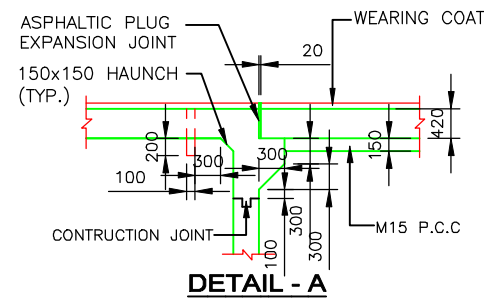 ASPHALTIC PLUG
EXPANSION JOINT
WEARING COAT
20
150x150 HAUNCH
(TYP.)
420
150
200
300
300
100
300
300
100
M15 P.C.C
CONTRUCTION JOINT
DETAIL - A